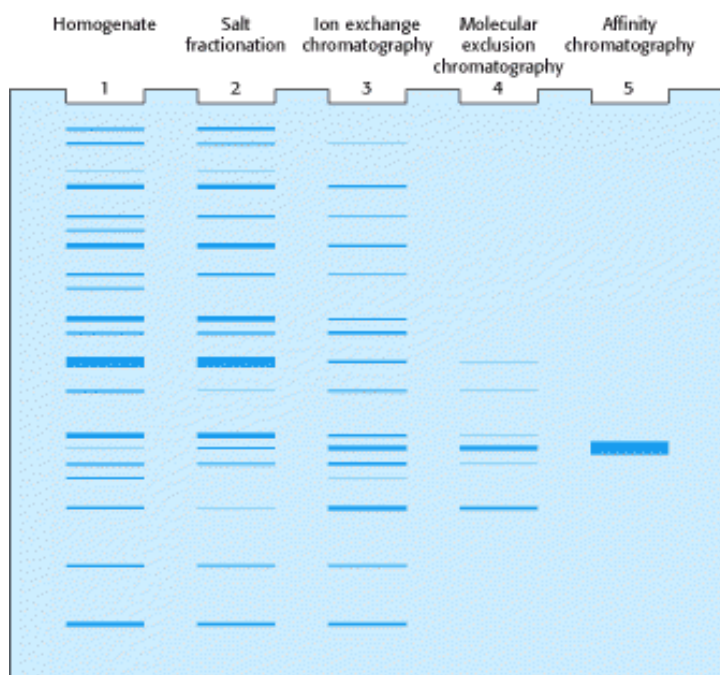 Homogenate
Salt
fractionation
Ion exchange
chromatography
Molecular
exclusion
chromatography
Affinity
chromatography
1
2
3
4
5